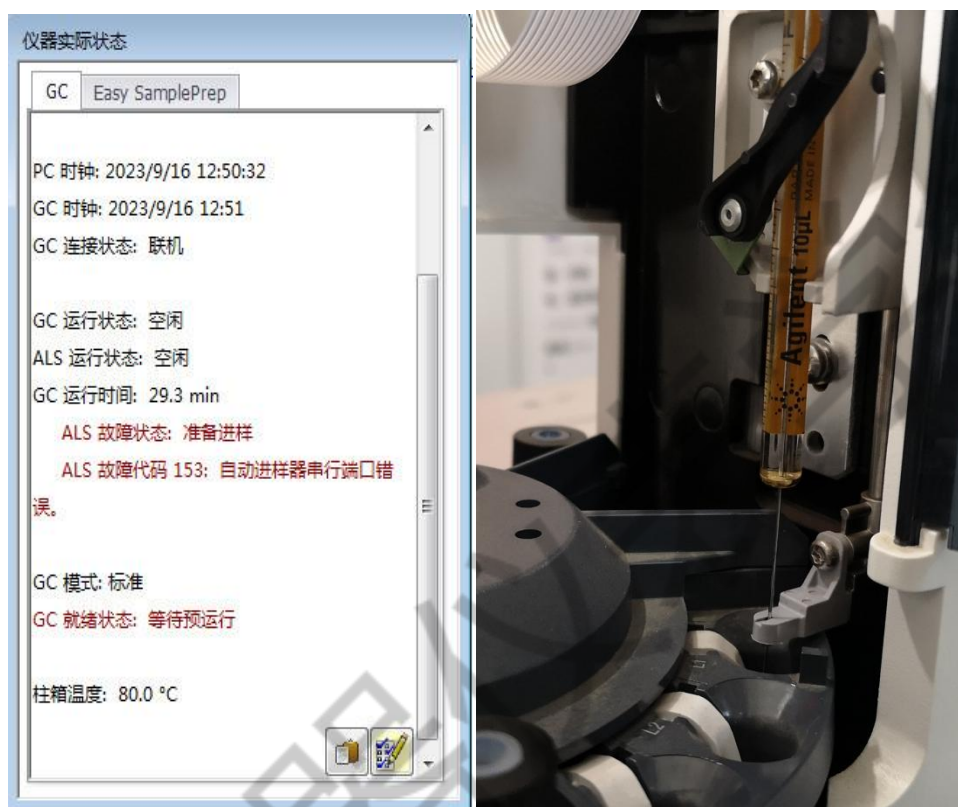 仪器实际状态
GC
Easy SamplePrep
PC 时钟: 2023/9/16 12:50:32
GC 时钟: 2023/9/16 12:51
GC 连接状态: 联机
GC 运行状态: 空闲
ALS 运行状态: 空闲
GC 运行时间: 29.3 min
ALS 故障状态: 准备进样
ALS 故障代码 153: 自动进样器串行端口错
误。
GC 模式: 标准
GC 就绪状态: 等待预运行
柱箱温度: 80.0 °C
Agilent 10µL
MADE IN
L1
L2